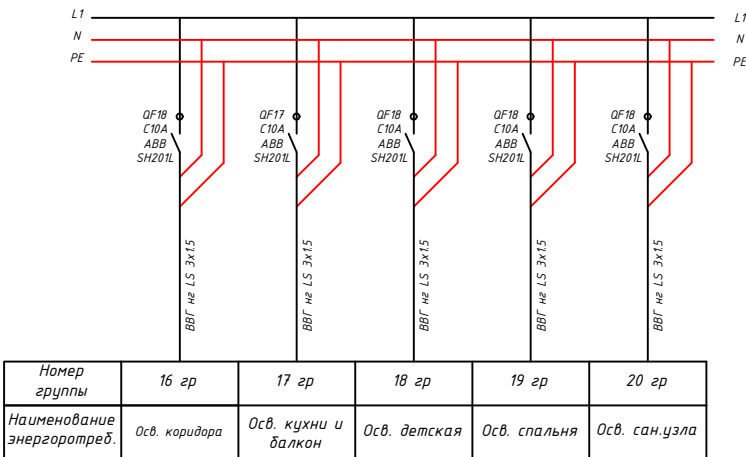 L1
L1
N
N
PE
PE
QF18
C10A
ABB
SH201L
QF17
C10A
ABB
SH201L
QF18
C10A
ABB
SH201L
QF18
C10A
ABB
SH201L
QF18
C10A
ABB
SH201L
ВВГ нг LS 3х1.5
ВВГ нг LS 3х1.5
ВВГ нг LS 3х1.5
ВВГ нг LS 3х1.5
ВВГ нг LS 3х1.5
Номер
группы
16 гр
17 гр
18 гр
19 гр
20 гр
Наименование
энергоротреб.
Осв. коридора
Осв. кухни и
балкон
Осв. детская
Осв. спальня
Осв. сан.узла